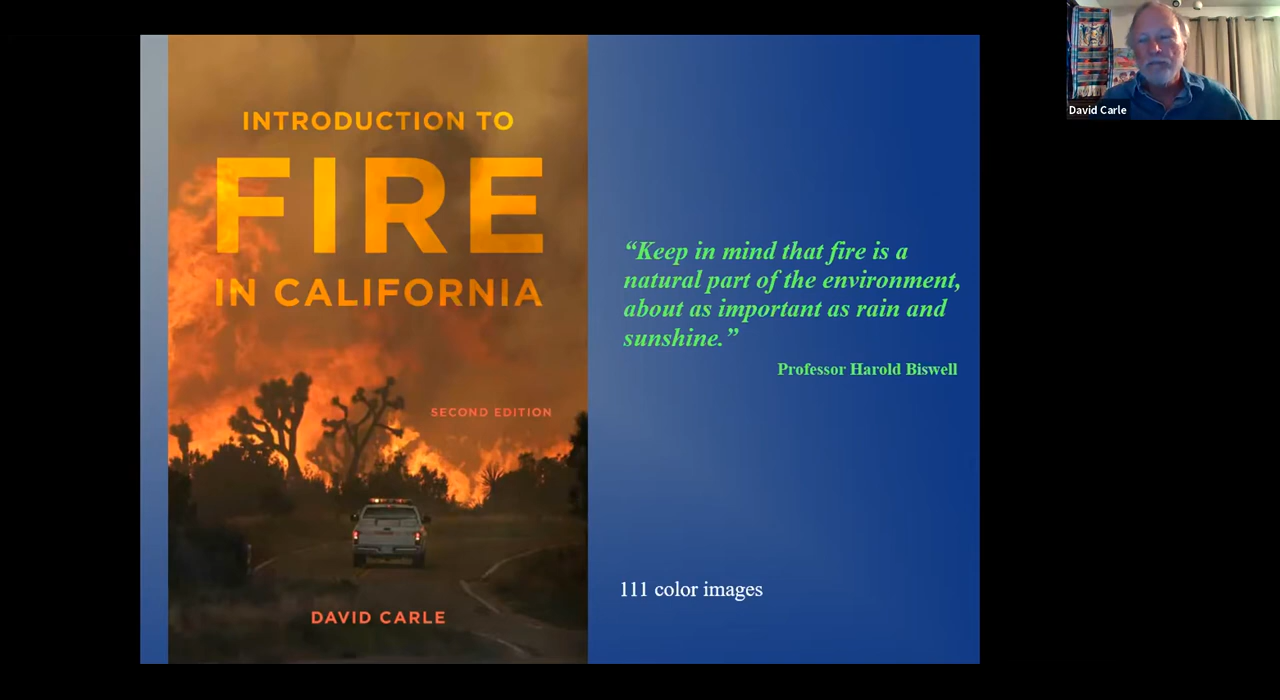 INTRODUCTION TO
FIRE
IN CALIFORNIA
SECOND EDITION
DAVID CARLE
“Keep in mind that fire is a
natural part of the environment,
about as important as rain and
sunshine.”
Professor Harold Biswell
111 color images
David Carle